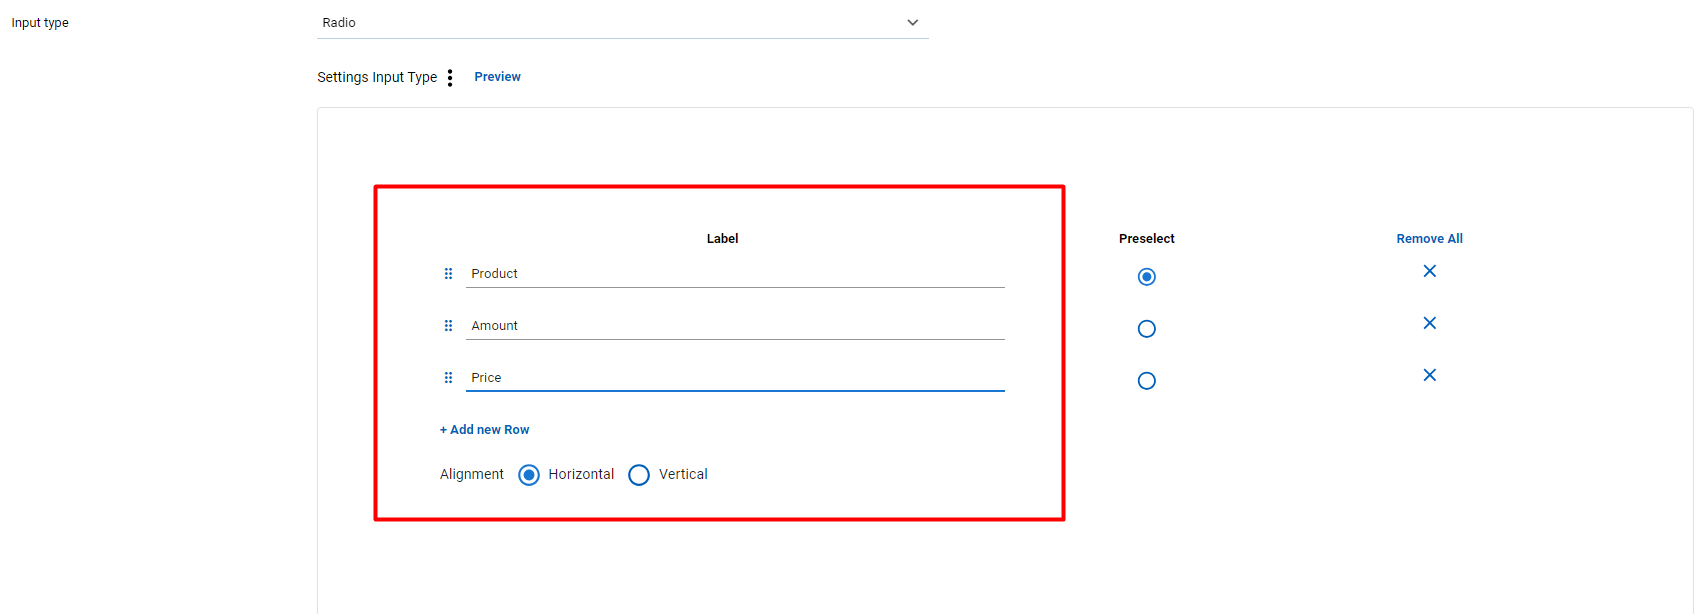 Input type Radio
Settings Input Type Preview
Label Preselect Remove All
Product
Amount
Price
+ Add new Row
Alignment Horizontal Vertical